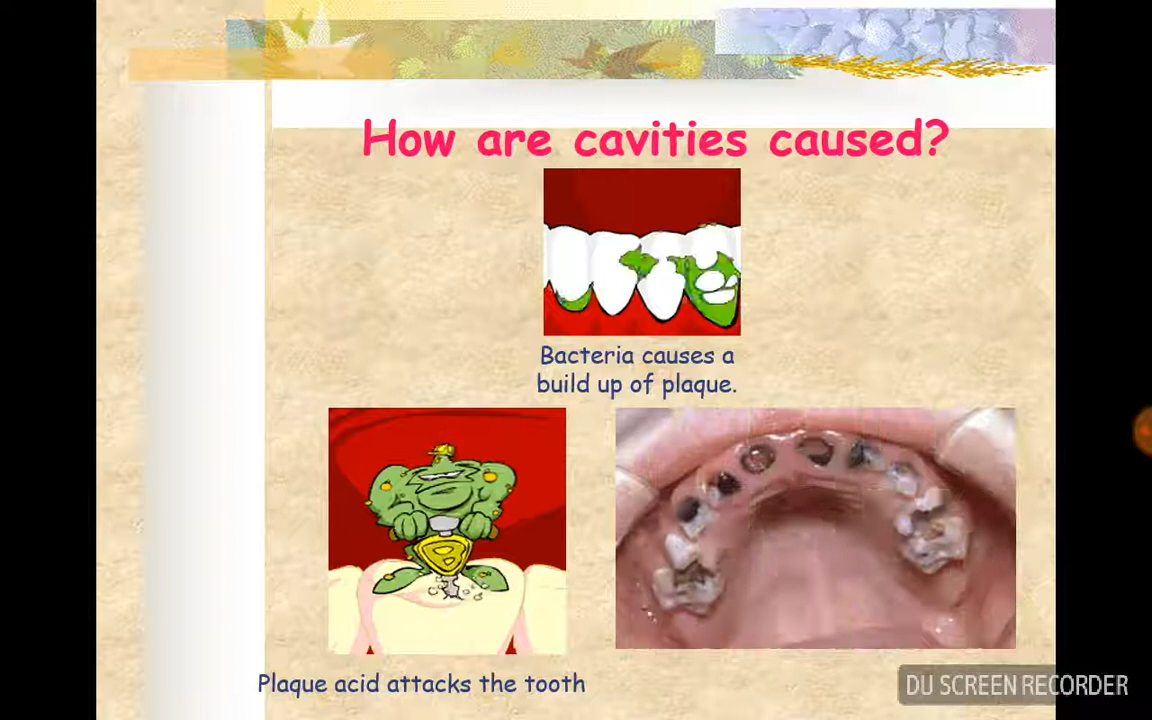 How are cavities caused?
Bacteria causes a
build up of plaque.
Plaque acid attacks the tooth
DU SCREEN RECORDER